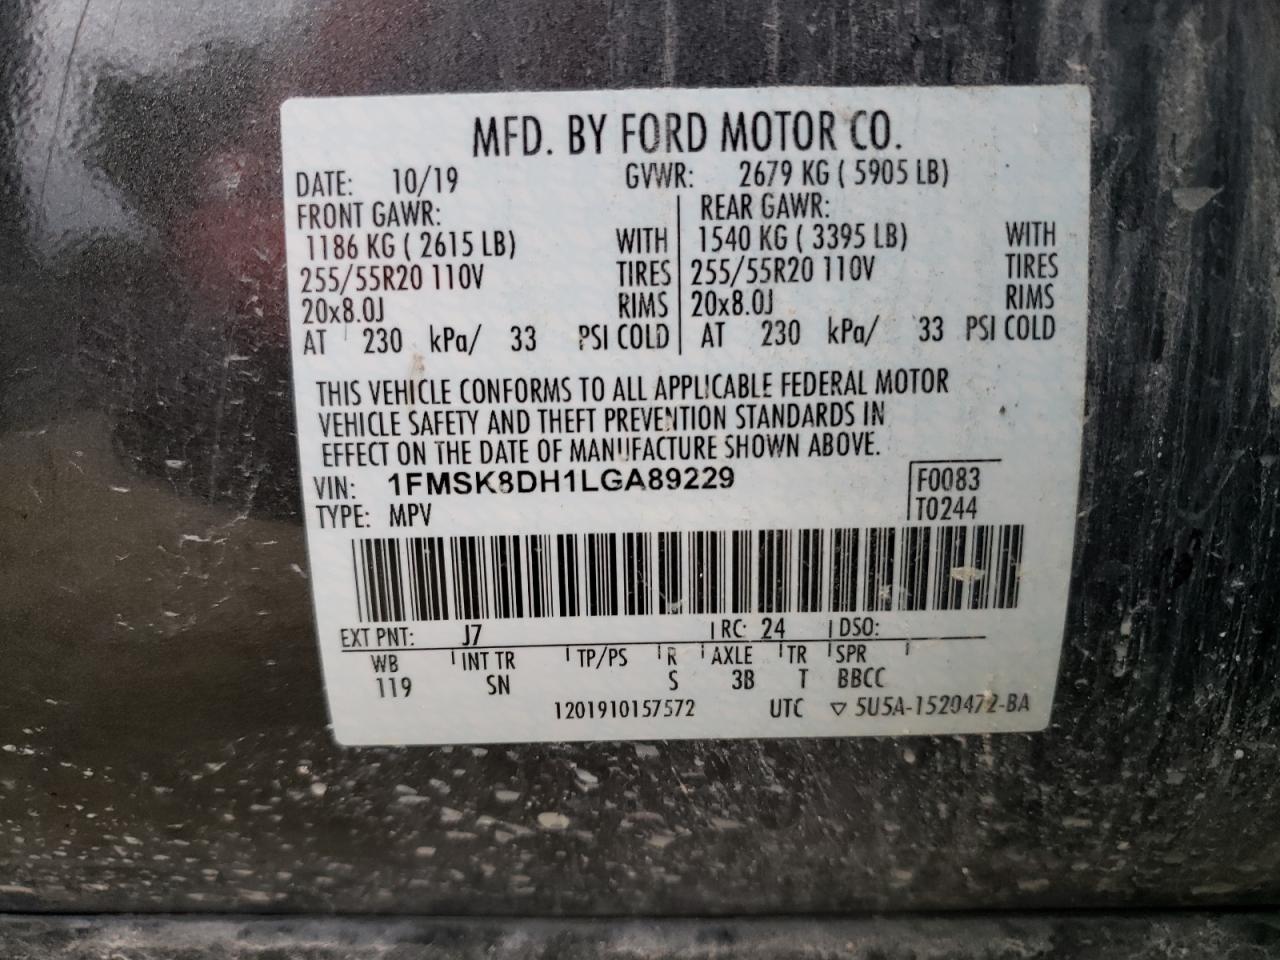 MFD. BY FORD MOTOR CO.
DATE: 10/19 GVWR: 2679 KG ( 5905 LB)
FRONT GAWR: REAR GAWR:
1186 KG ( 2615 LB) WITH 1540 KG ( 3395 LB) WITH
255/55R20 110V TIRES 255/55R20 110V TIRES
20x8.0J RIMS 20x8.0J RIMS
AT 230 kPa/ 33 PSI COLD AT 230 kPa/ 33 PSI COLD
THIS VEHICLE CONFORMS TO ALL APPLICABLE FEDERAL MOTOR
VEHICLE SAFETY AND THEFT PREVENTION STANDARDS IN
EFFECT ON THE DATE OF MANUFACTURE SHOWN ABOVE.
VIN: 1FMSK8DH1LGA89229 F0083
TYPE: MPV T0244
EXT PNT: J7 RC: 24 DSO:
WB INT TR TP/PS R AXLE TR SPR
119 SN S 3B T BBCC
1201910157572 UTC ▽ 5U5A-1520472-BA